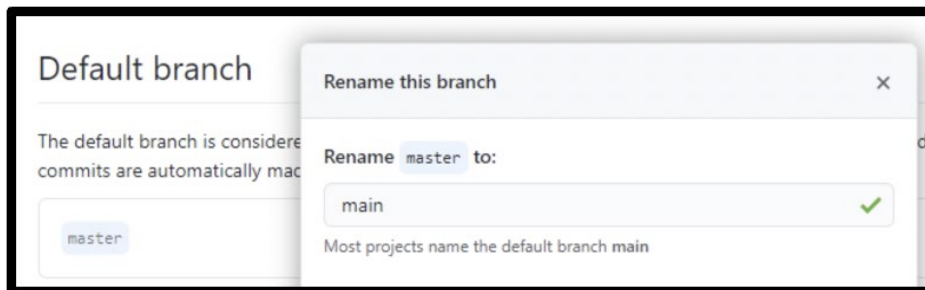 Default branch
The default branch is considere
commits are automatically mac
master
Rename this branch
Rename master to:
main
Most projects name the default branch main